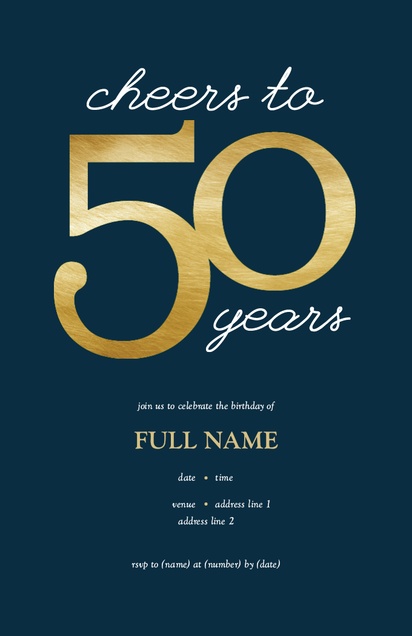 cheers to
50
years
join us to celebrate the birthday of
FULL NAME
date • time
venue • address line 1
address line 2
rsvp to (name) at (number) by (date)